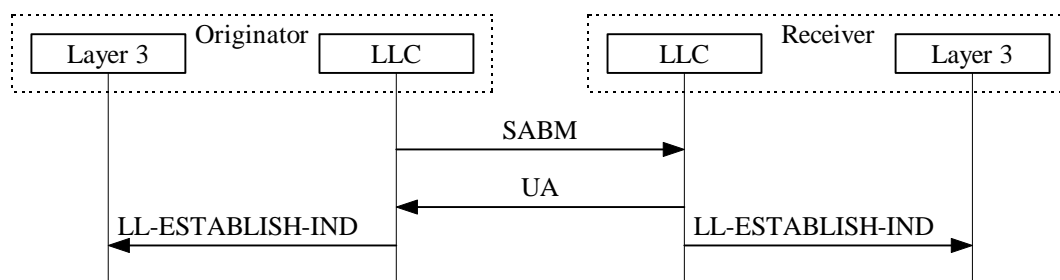 Originator
Receiver
Layer 3
LLC
LLC
Layer 3
SABM
UA
LL-ESTABLISH-IND
LL-ESTABLISH-IND